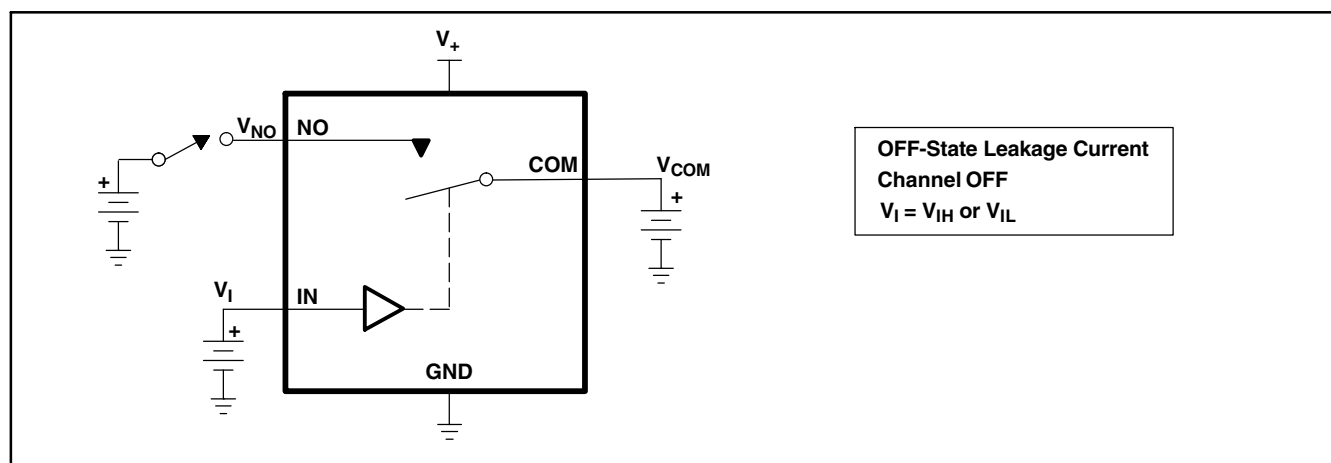 V+
VNO NO
COM VCOM
+
+
VI IN
+
GND
OFF-State Leakage Current
Channel OFF
VI = VIH or VIL